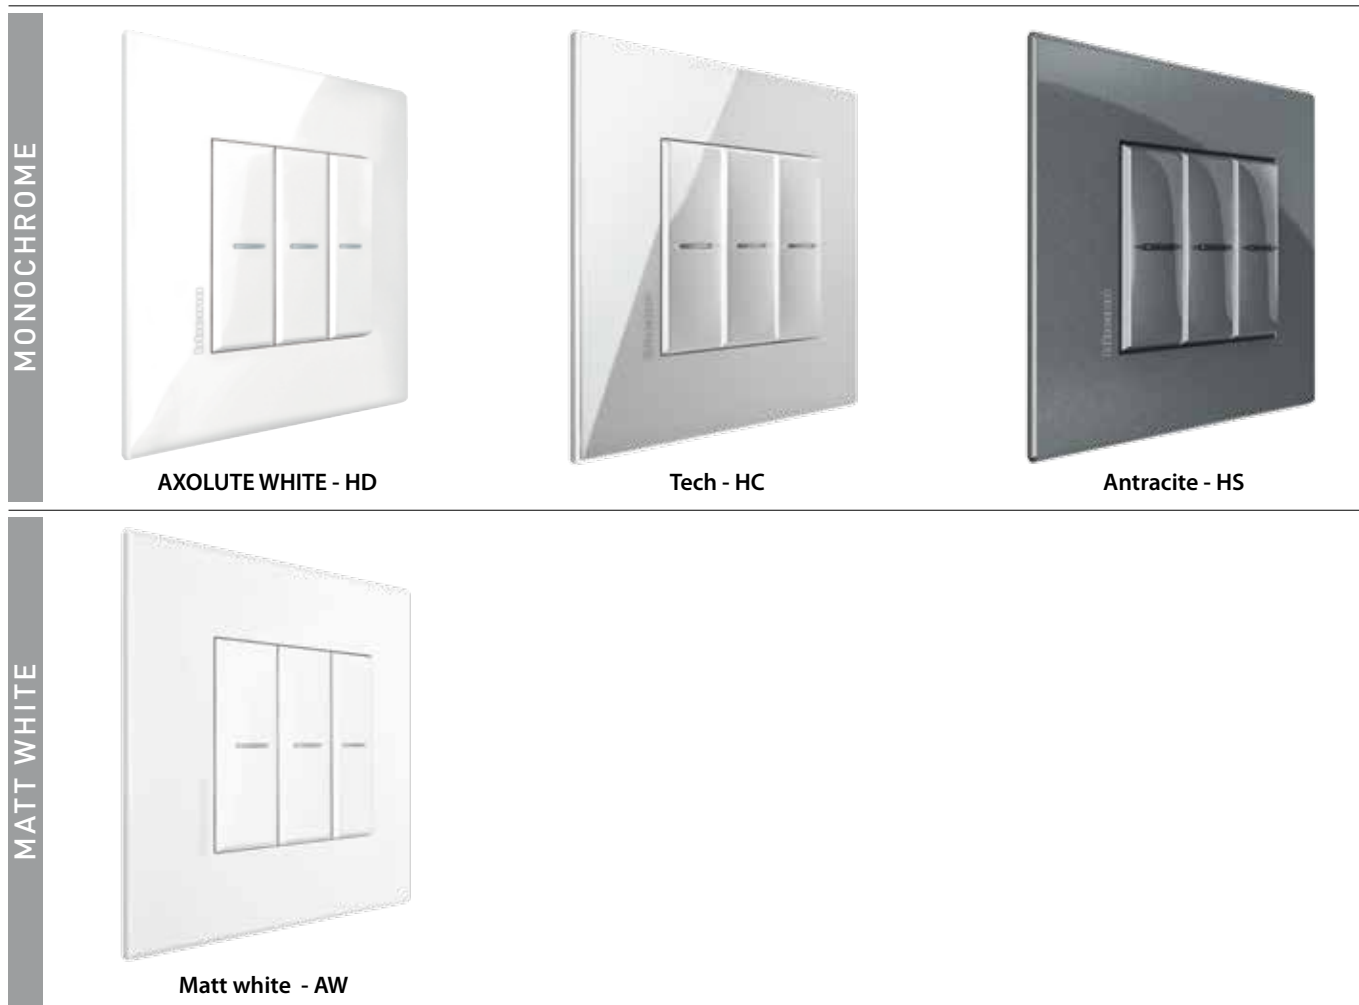 MONOCHROME
AXOLUTE WHITE - HD
Tech - HC
Antracite - HS
MATT WHITE
Matt white - AW